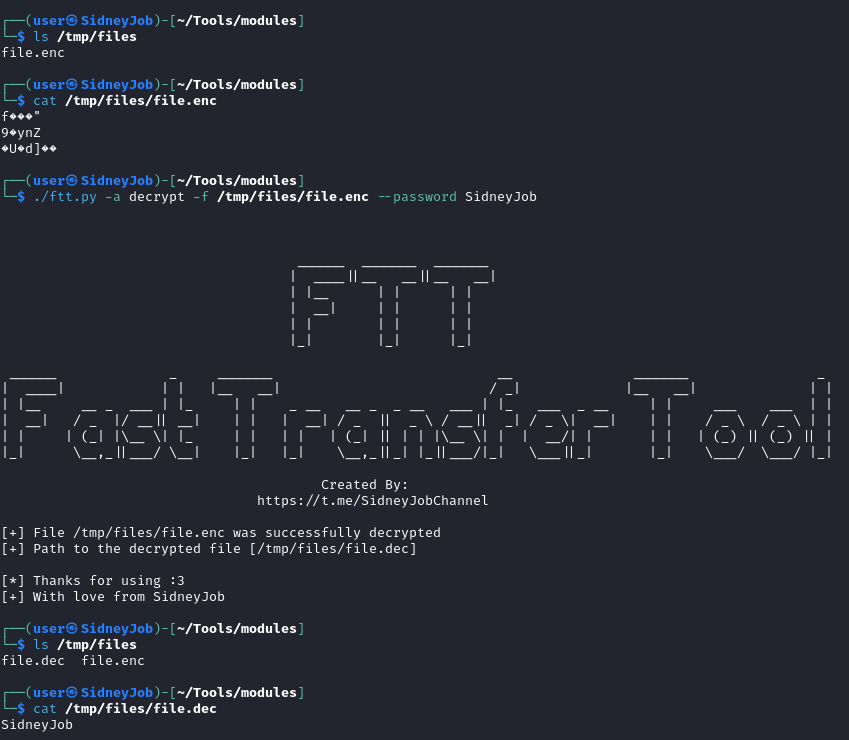 ┌──(user㉿SidneyJob)-[~/Tools/modules]
└─$ ls /tmp/files
file.enc
┌──(user㉿SidneyJob)-[~/Tools/modules]
└─$ cat /tmp/files/file.enc
f���"
9�ynZ
�U�d]��
┌──(user㉿SidneyJob)-[~/Tools/modules]
└─$ ./ftt.py -a decrypt -f /tmp/files/file.enc --password SidneyJob
FTT
Fast Transfer Tool
Created By:
https://t.me/SidneyJobChannel
[+] File /tmp/files/file.enc was successfully decrypted
[+] Path to the decrypted file [/tmp/files/file.dec]
[*] Thanks for using :3
[+] With love from SidneyJob
┌──(user㉿SidneyJob)-[~/Tools/modules]
└─$ ls /tmp/files
file.dec  file.enc
┌──(user㉿SidneyJob)-[~/Tools/modules]
└─$ cat /tmp/files/file.dec
SidneyJob